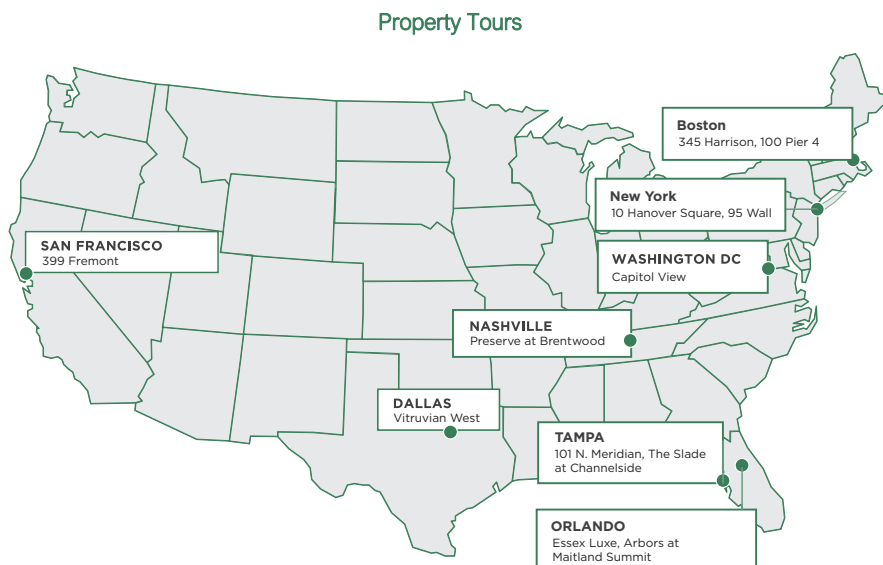 Property Tours
Boston
345 Harrison, 100 Pier 4
New York
10 Hanover Square, 95 Wall
SAN FRANCISCO
399 Fremont
WASHINGTON DC
Capitol View
NASHVILLE
Preserve at Brentwood
DALLAS
Vitruvian West
TAMPA
101 N. Meridian, The Slade
at Channelside
ORLANDO
Essex Luxe, Arbors at
Maitland Summit